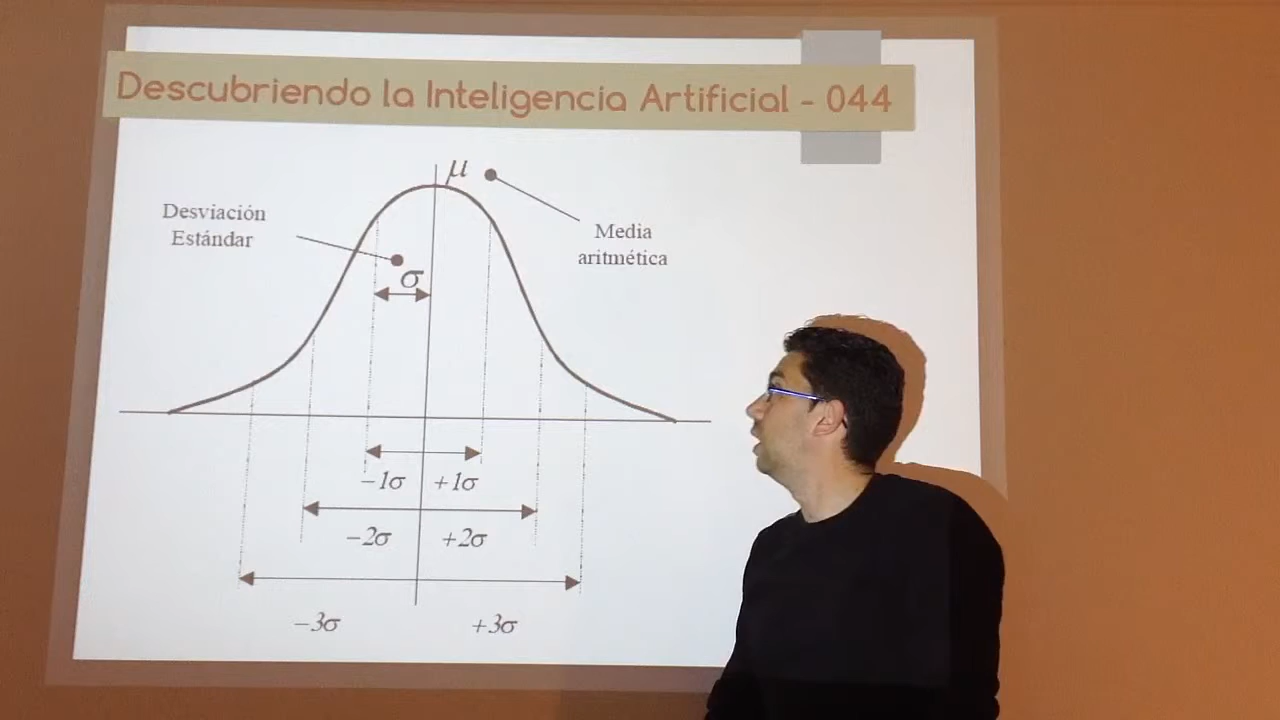 Descubriendo la Inteligencia Artificial - 044
μ
Desviación
Estándar
Media
aritmética
σ
−1σ +1σ
−2σ +2σ
−3σ +3σ